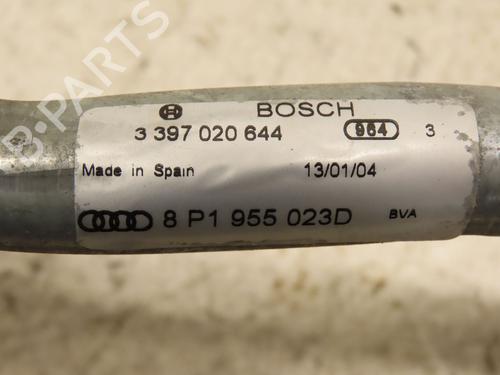 BOSCH
3 397 020 644 964 3
Made in Spain 13/01/04
8 P1 955 023D BVA
B-PARTS